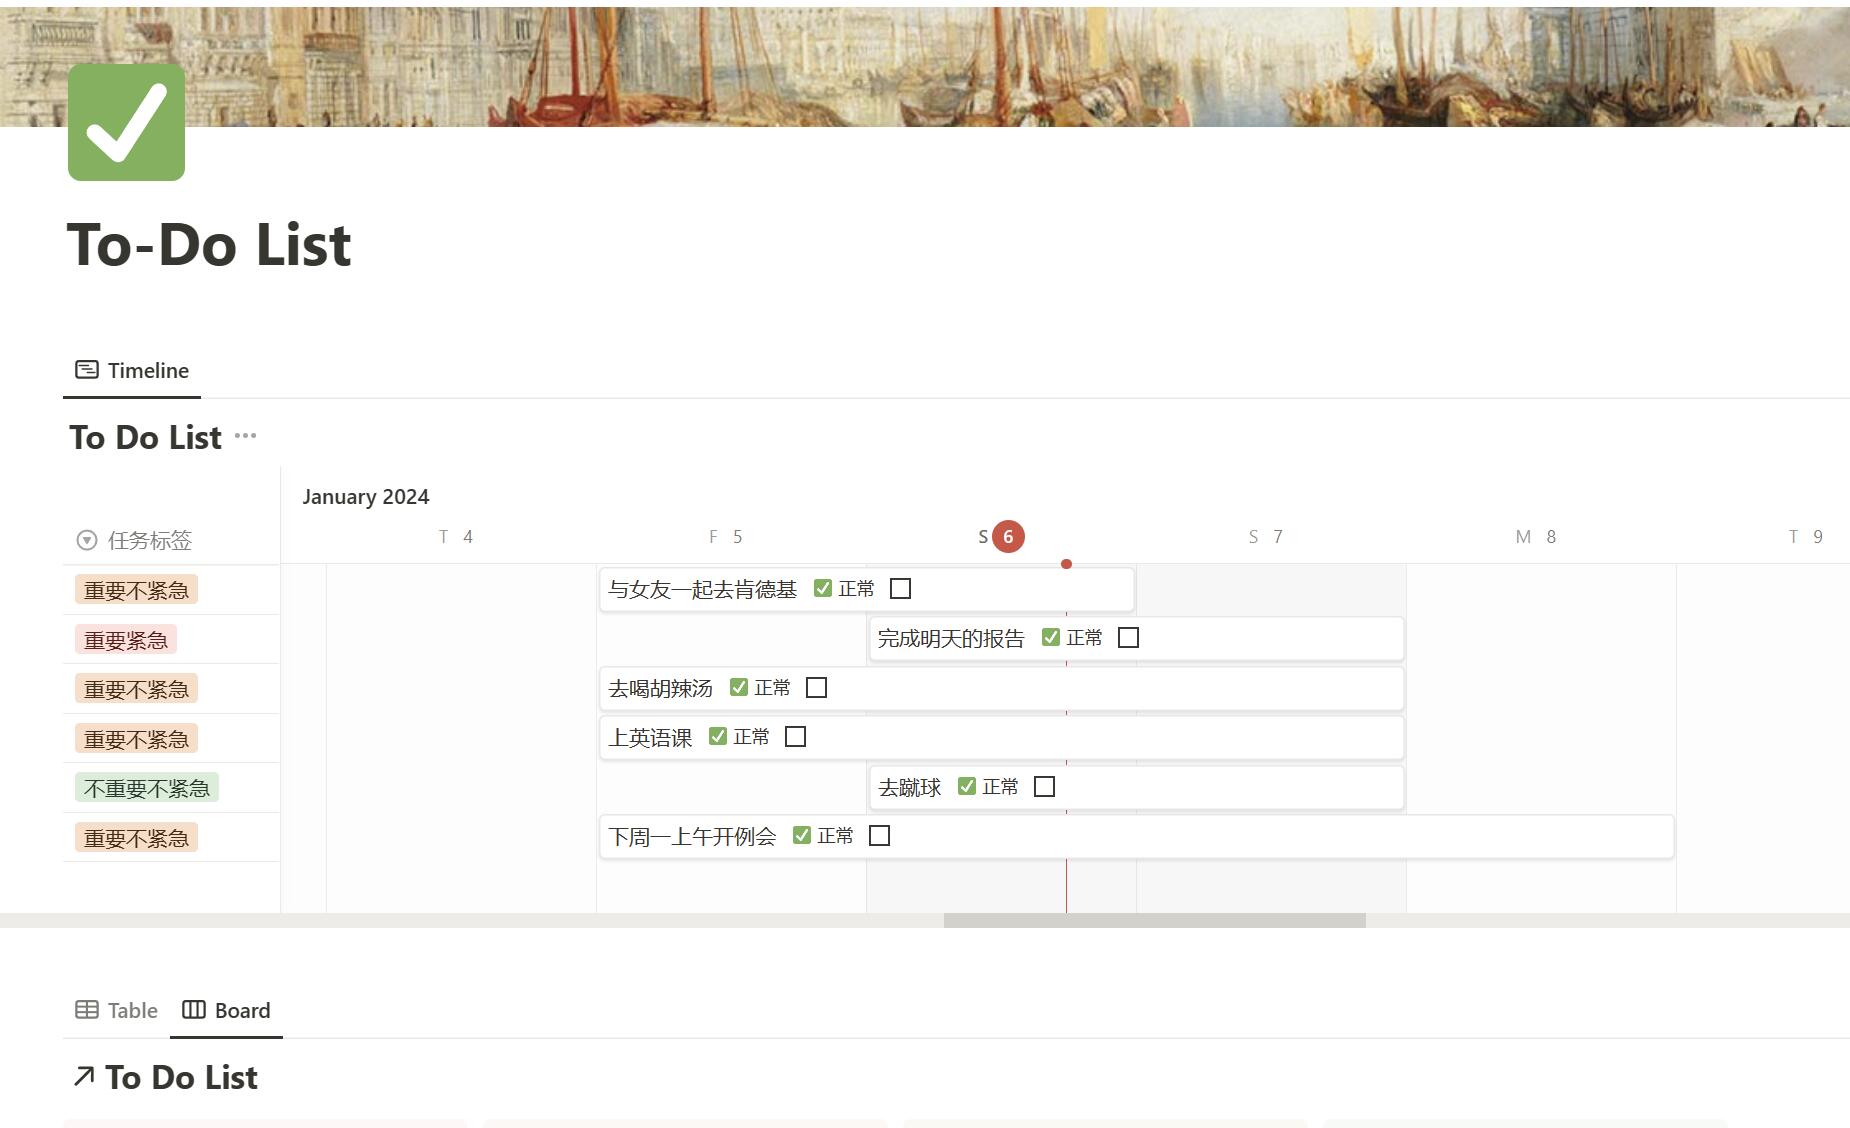 To-Do List
Timeline
To Do List
January 2024
任务标签 T 4 F 5 S 6 S 7 M 8 T 9
重要不紧急 与女友一起去肯德基 ✅ 正常
重要紧急 完成明天的报告 ✅ 正常
重要不紧急 去喝胡辣汤 ✅ 正常
重要不紧急 上英语课 ✅ 正常
不重要不紧急 去蹴球 ✅ 正常
重要不紧急 下周一上午开例会 ✅ 正常
Table Board
To Do List